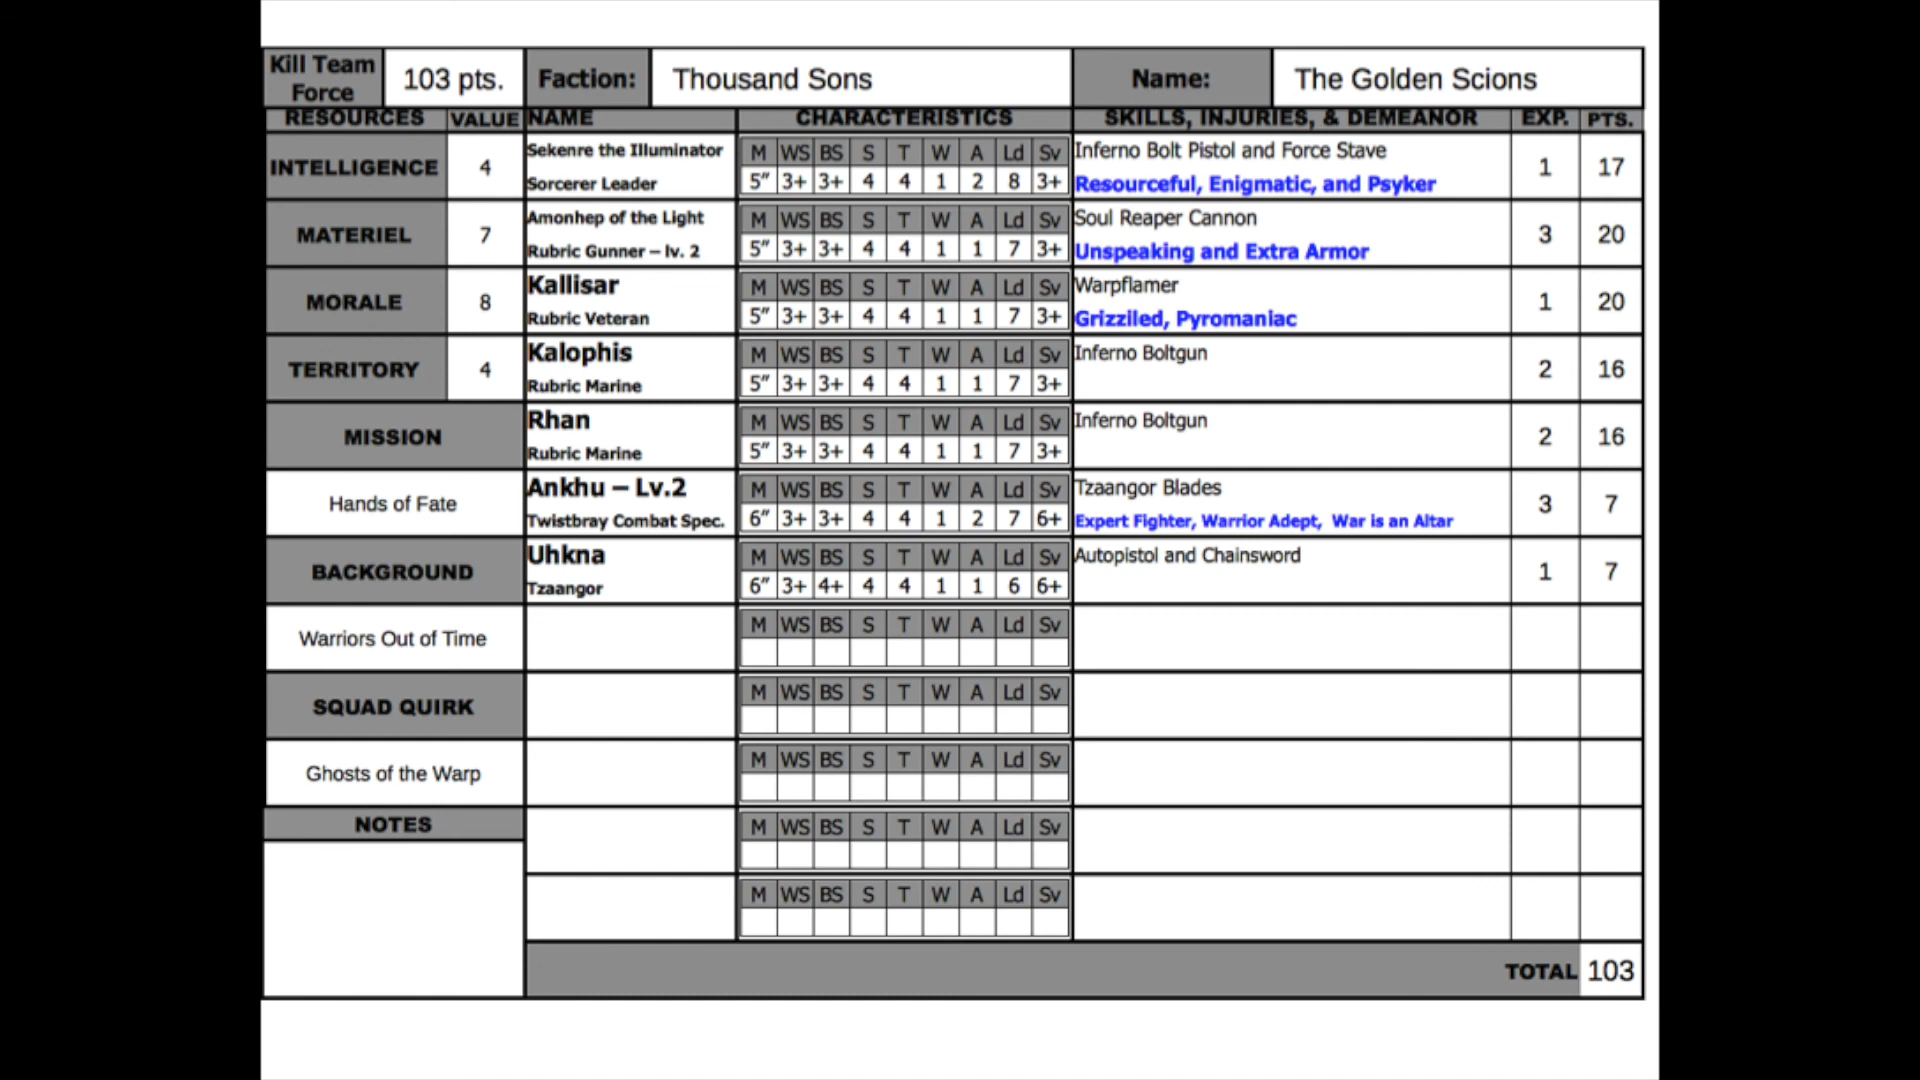 Kill Team Force 103 pts. Faction: Thousand Sons Name: The Golden Scions
RESOURCES VALUE NAME CHARACTERISTICS SKILLS, INJURIES, & DEMEANOR EXP. PTS.
INTELLIGENCE 4 Sekenre the Illuminator M WS BS S T W A Ld Sv Inferno Bolt Pistol and Force Stave 1 17
Sorcerer Leader 5″ 3+ 3+ 4 4 1 2 8 3+ Resourceful, Enigmatic, and Psyker
MATERIEL 7 Amonhep of the Light M WS BS S T W A Ld Sv Soul Reaper Cannon 3 20
Rubric Gunner – lv. 2 5″ 3+ 3+ 4 4 1 1 7 3+ Unspeaking and Extra Armor
MORALE 8 Kallisar M WS BS S T W A Ld Sv Warpflamer 1 20
Rubric Veteran 5″ 3+ 3+ 4 4 1 1 7 3+ Grizziled, Pyromaniac
TERRITORY 4 Kalophis M WS BS S T W A Ld Sv Inferno Boltgun 2 16
Rubric Marine 5″ 3+ 3+ 4 4 1 1 7 3+
MISSION Rhan M WS BS S T W A Ld Sv Inferno Boltgun 2 16
Rubric Marine 5″ 3+ 3+ 4 4 1 1 7 3+
Hands of Fate Ankhu – Lv.2 M WS BS S T W A Ld Sv Tzaangor Blades 3 7
Twistbray Combat Spec. 6″ 3+ 3+ 4 4 1 2 7 6+ Expert Fighter, Warrior Adept, War is an Altar
BACKGROUND Uhkna M WS BS S T W A Ld Sv Autopistol and Chainsword 1 7
Tzaangor 6″ 3+ 4+ 4 4 1 1 6 6+
Warriors Out of Time M WS BS S T W A Ld Sv
SQUAD QUIRK M WS BS S T W A Ld Sv
Ghosts of the Warp M WS BS S T W A Ld Sv
NOTES M WS BS S T W A Ld Sv
M WS BS S T W A Ld Sv
TOTAL 103